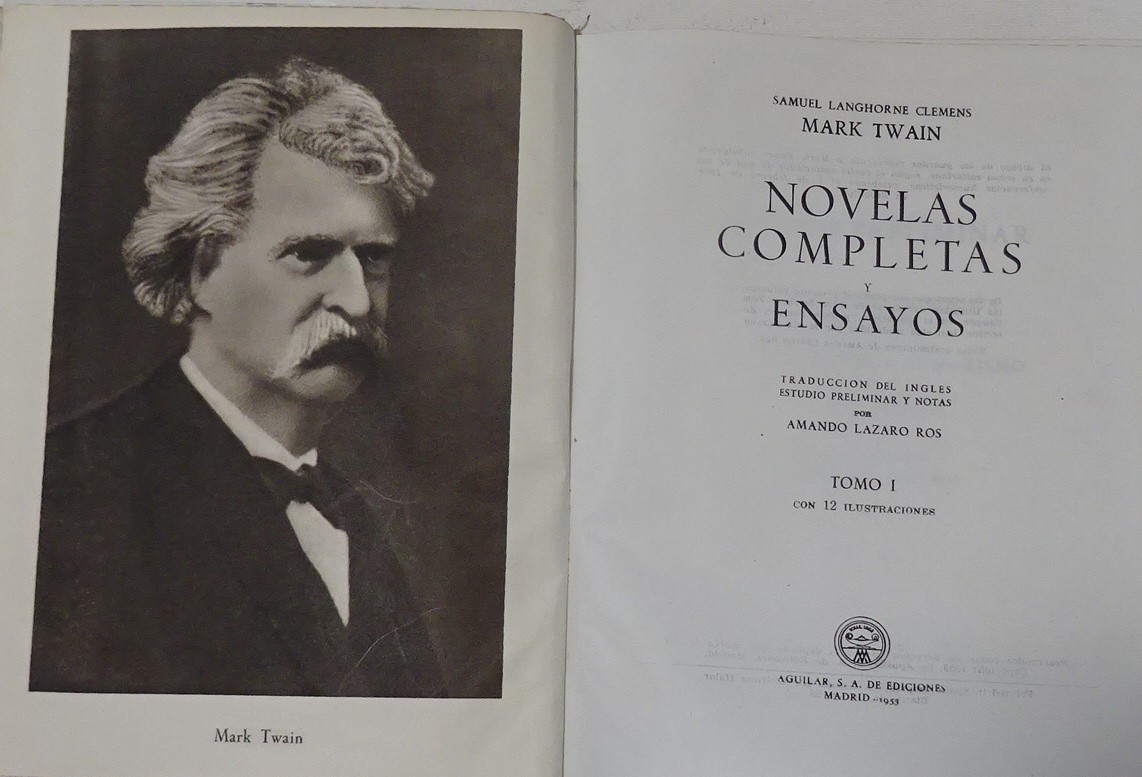 Mark Twain
SAMUEL LANGHORNE CLEMENS
MARK TWAIN
NOVELAS
COMPLETAS
Y
ENSAYOS
TRADUCCION DEL INGLES
ESTUDIO PRELIMINAR Y NOTAS
POR
AMANDO LAZARO ROS
TOMO I
CON 12 ILUSTRACIONES
AGUILAR, S. A. DE EDICIONES
MADRID - 1953